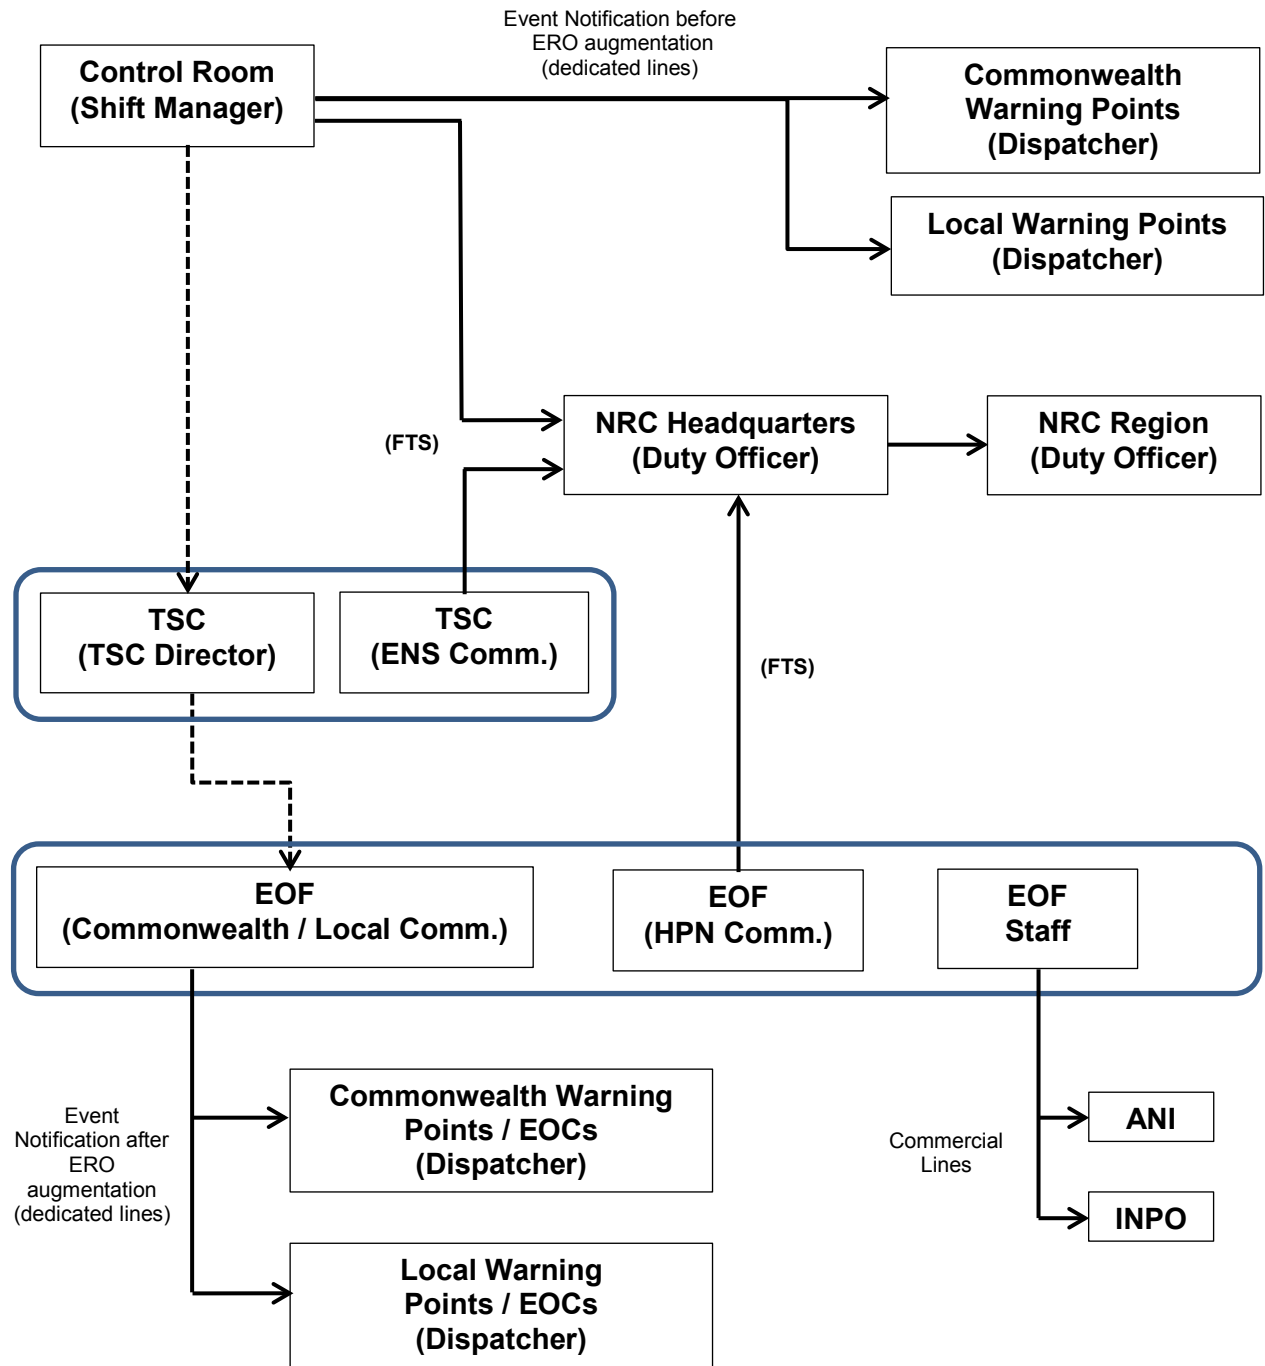 Event Notification before
ERO augmentation
(dedicated lines)
Control Room
(Shift Manager)
Commonwealth
Warning Points
(Dispatcher)
Local Warning Points
(Dispatcher)
NRC Headquarters
(Duty Officer)
NRC Region
(Duty Officer)
(FTS)
TSC
(TSC Director)
TSC
(ENS Comm.)
(FTS)
EOF
(Commonwealth / Local Comm.)
EOF
(HPN Comm.)
EOF
Staff
Event
Notification after
ERO
augmentation
(dedicated lines)
Commonwealth Warning
Points / EOCs
(Dispatcher)
Commercial
Lines
ANI
INPO
Local Warning
Points / EOCs
(Dispatcher)